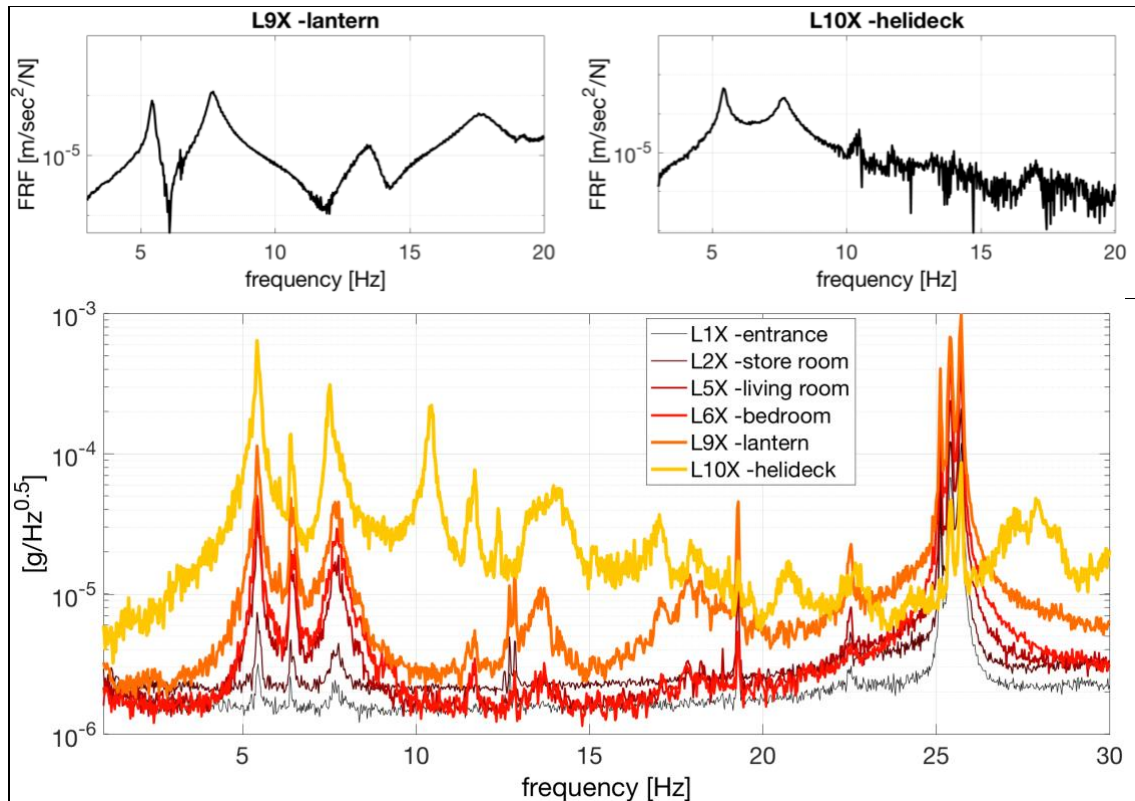 L9X -lantern
FRF [m/sec²/N]
10⁻⁵
5 10 15 20
frequency [Hz]
L10X -helideck
FRF [m/sec²/N]
10⁻⁵
5 10 15 20
frequency [Hz]
10⁻³
10⁻⁴
10⁻⁵
10⁻⁶
[g/Hz⁰·⁵]
L1X -entrance
L2X -store room
L5X -living room
L6X -bedroom
L9X -lantern
L10X -helideck
5 10 15 20 25 30
frequency [Hz]